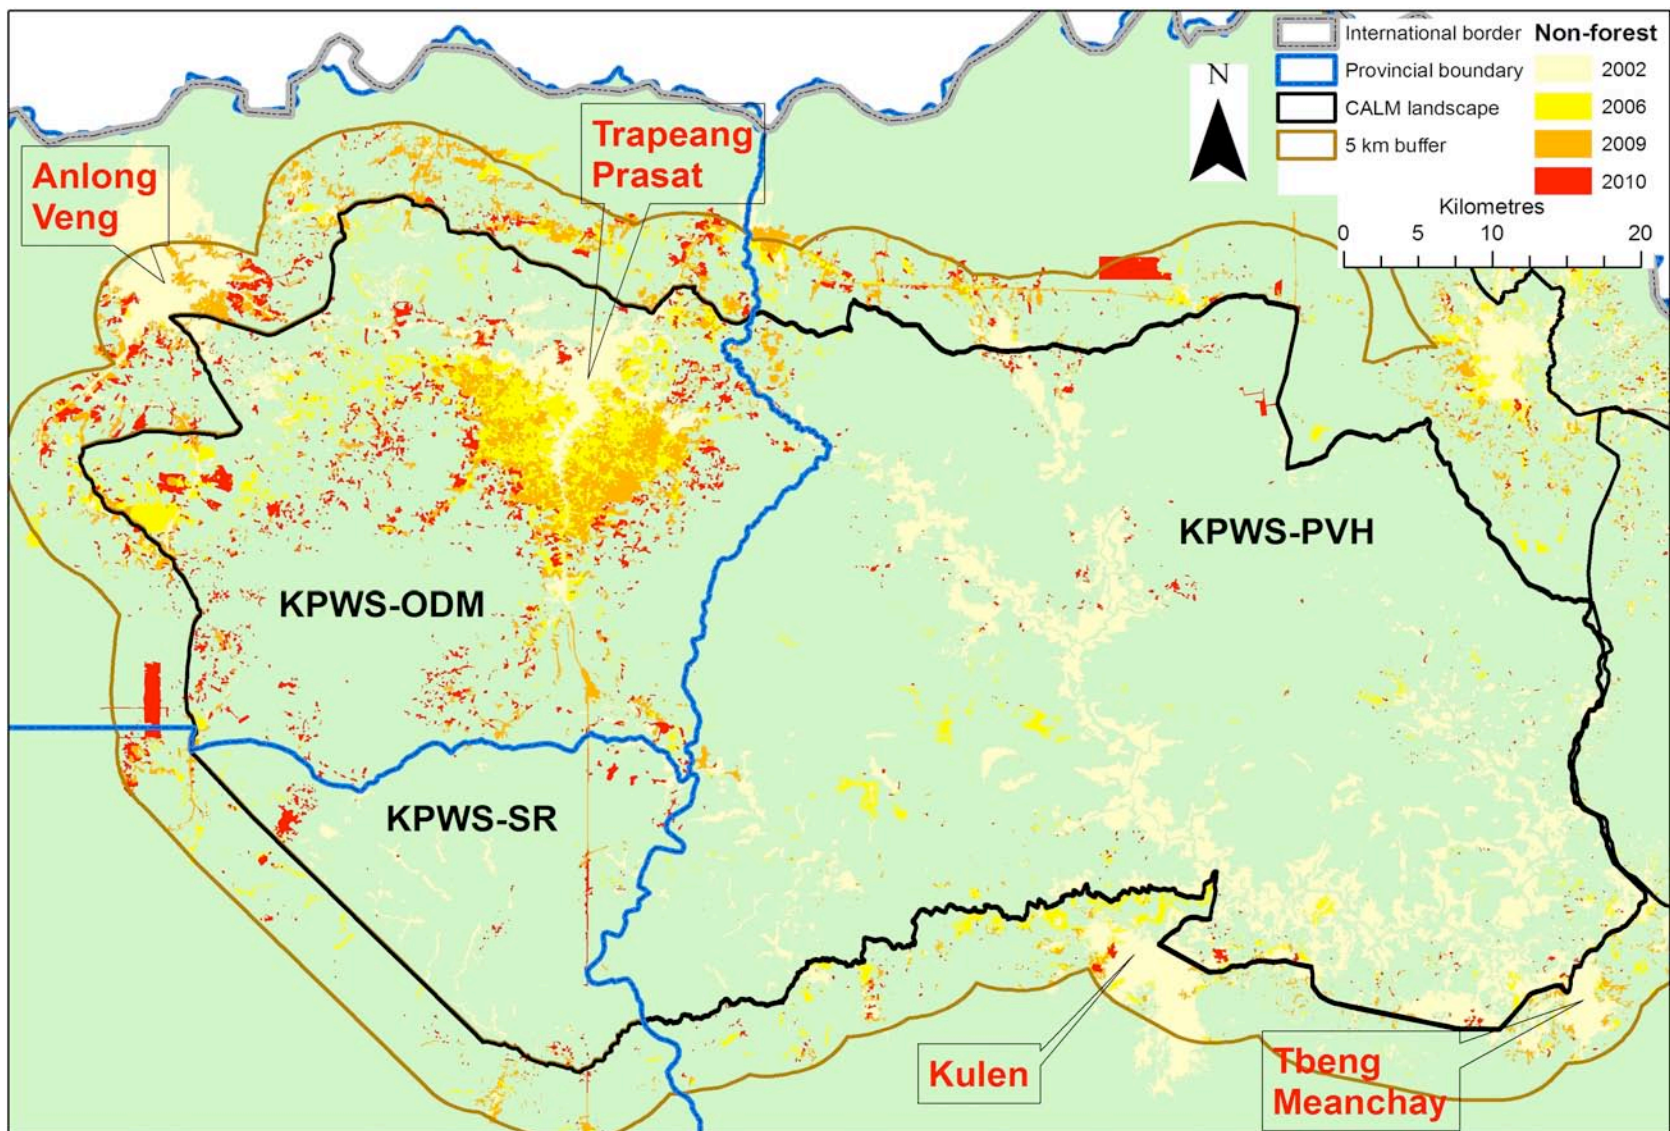 International border
Provincial boundary
CALM landscape
5 km buffer
Non-forest
2002
2006
2009
2010
N
Kilometres
0 5 10 20
Anlong
Veng
Trapeang
Prasat
KPWS-PVH
KPWS-ODM
KPWS-SR
Kulen
Tbeng
Meanchay